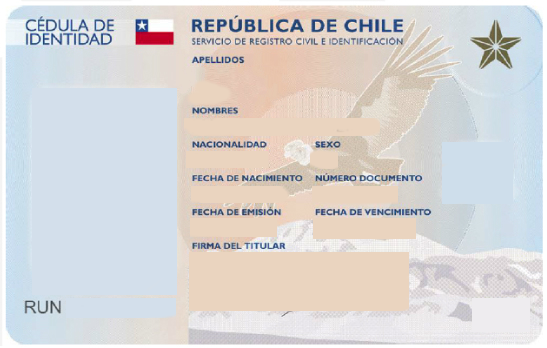 CÉDULA DE
IDENTIDAD
REPÚBLICA DE CHILE
SERVICIO DE REGISTRO CIVIL E IDENTIFICACIÓN
APELLIDOS
NOMBRES
NACIONALIDAD SEXO
FECHA DE NACIMIENTO NÚMERO DOCUMENTO
FECHA DE EMISIÓN FECHA DE VENCIMIENTO
FIRMA DEL TITULAR
RUN